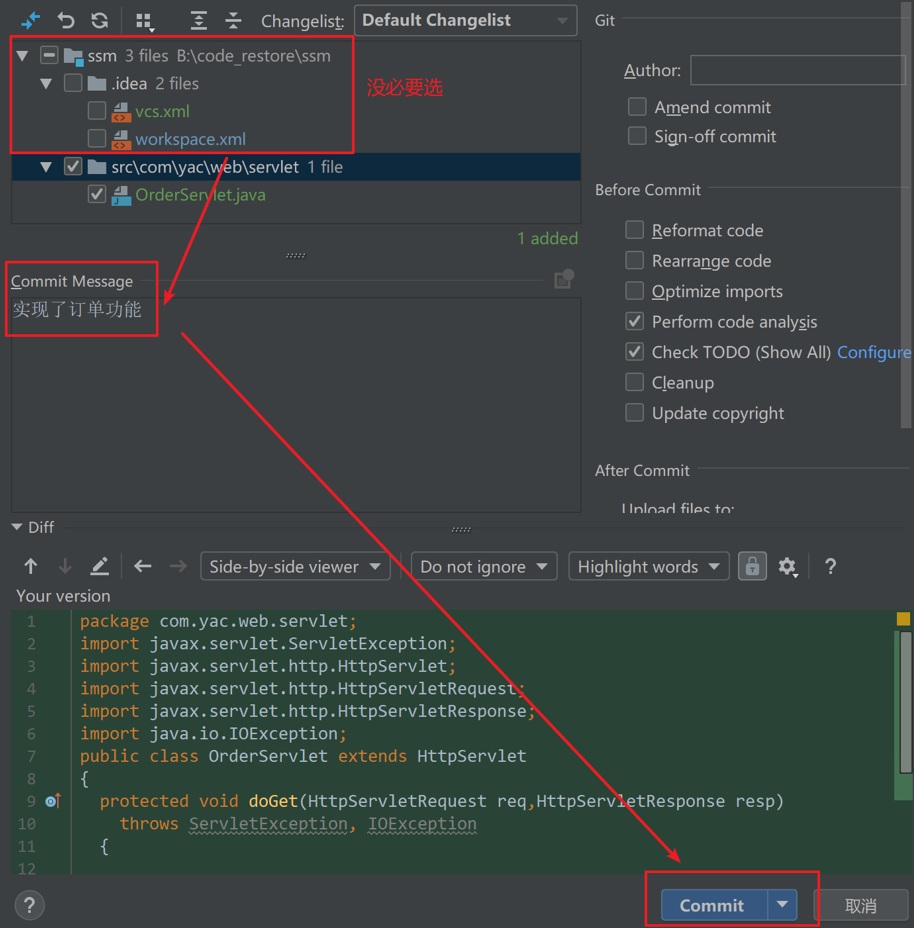 Changelist: Default Changelist
ssm 3 files B:\code_restore\ssm
.idea 2 files
没必要选
vcs.xml
workspace.xml
src\com\yac\web\servlet 1 file
OrderServlet.java
1 added
Commit Message
实现了订单功能
Git
Author:
Amend commit
Sign-off commit
Before Commit
Reformat code
Rearrange code
Optimize imports
Perform code analysis
Check TODO (Show All) Configure
Cleanup
Update copyright
After Commit
Upload files to:
Diff
Side-by-side viewer Do not ignore Highlight words ?
Your version
1 package com.yac.web.servlet;
2 import javax.servlet.ServletException;
3 import javax.servlet.http.HttpServlet;
4 import javax.servlet.http.HttpServletRequest;
5 import javax.servlet.http.HttpServletResponse;
6 import java.io.IOException;
7 public class OrderServlet extends HttpServlet
8 {
9 protected void doGet(HttpServletRequest req,HttpServletResponse resp)
10 throws ServletException, IOException
11 {
12
? Commit 取消